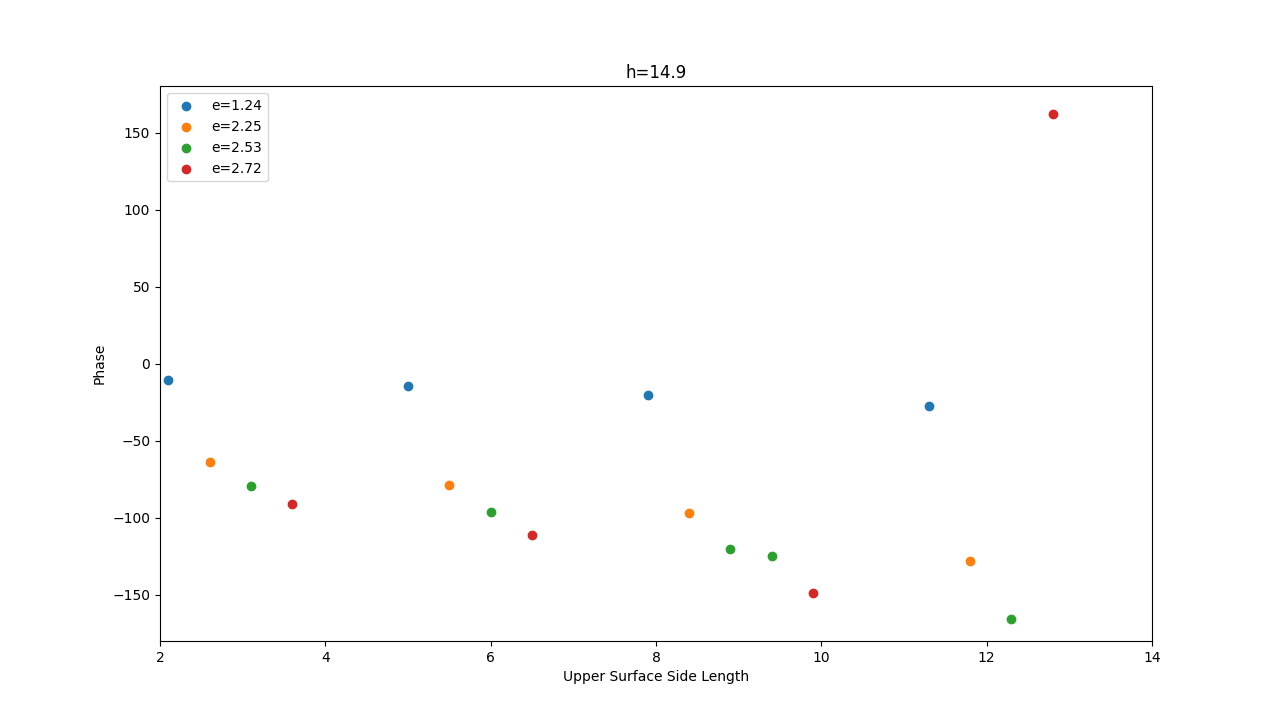 h=14.9
e=1.24
e=2.25
e=2.53
e=2.72
150
100
50
0
−50
−100
−150
Phase
2 4 6 8 10 12 14
Upper Surface Side Length